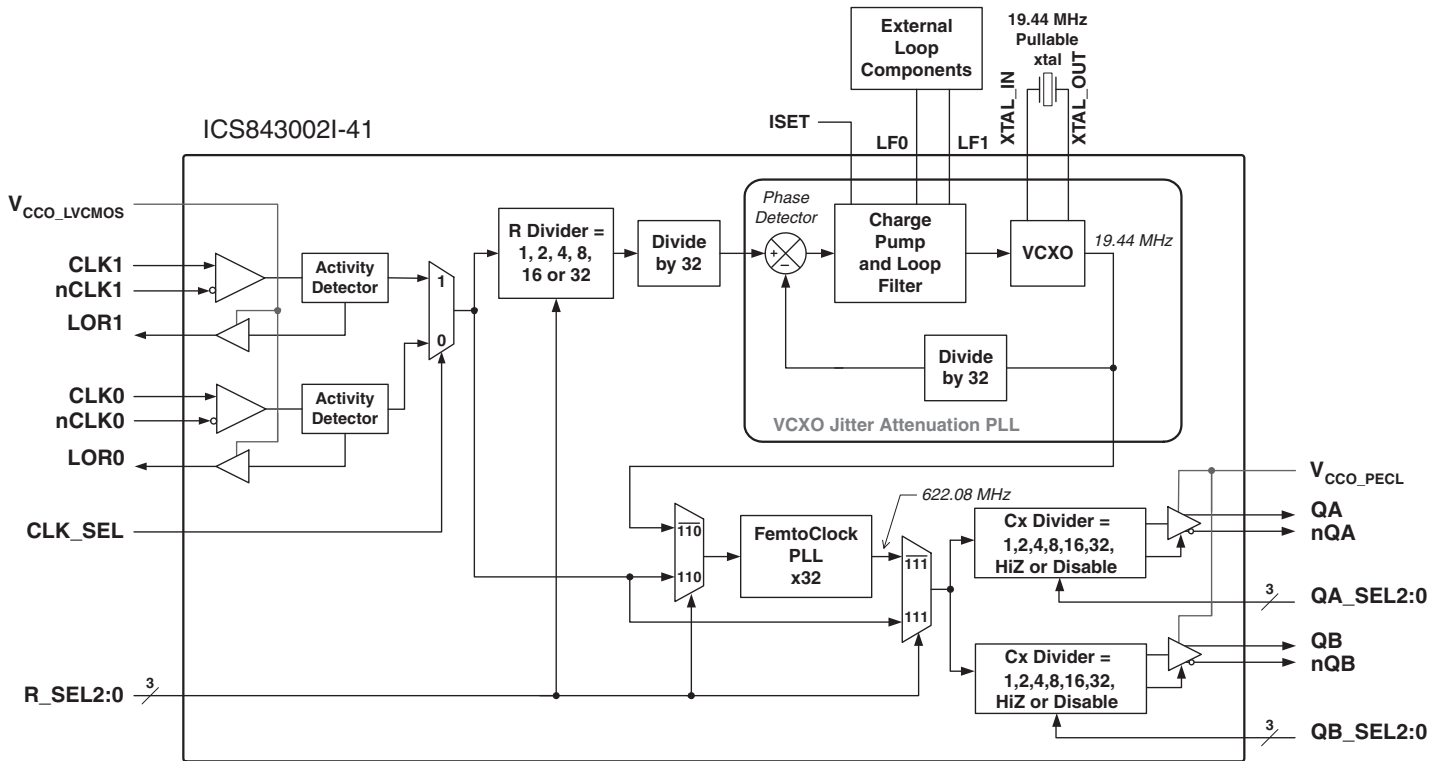 External
Loop
Components
19.44 MHz
Pullable
xtal
XTAL_IN
XTAL_OUT
ISET
LF0
LF1
ICS843002I-41
VCCO_LVCMOS
CLK1
nCLK1
LOR1
CLK0
nCLK0
LOR0
CLK_SEL
R_SEL2:0
3
Activity
Detector
Activity
Detector
1
0
R Divider =
1, 2, 4, 8,
16 or 32
Divide
by 32
Phase
Detector
+
−
Charge
Pump
and Loop
Filter
VCXO
19.44 MHz
Divide
by 32
VCXO Jitter Attenuation PLL
110
110
FemtoClock
PLL
x32
622.08 MHz
111
111
Cx Divider =
1,2,4,8,16,32,
HiZ or Disable
Cx Divider =
1,2,4,8,16,32,
HiZ or Disable
VCCO_PECL
QA
nQA
3
QA_SEL2:0
QB
nQB
3
QB_SEL2:0